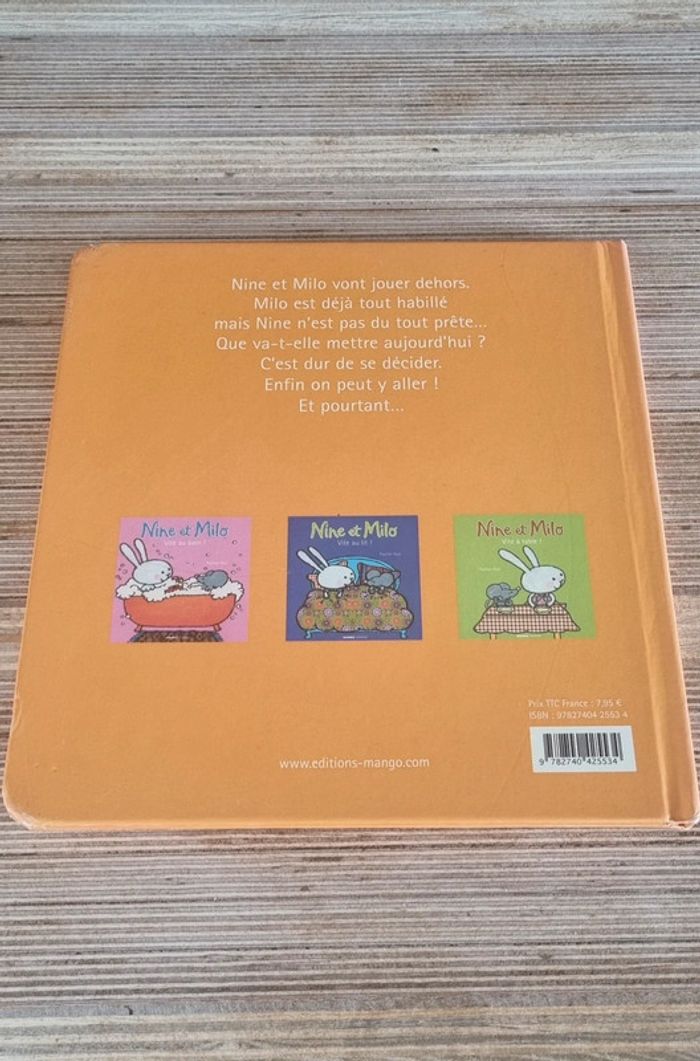 Nine et Milo vont jouer dehors.
Milo est déjà tout habillé
mais Nine n'est pas du tout prête...
Que va-t-elle mettre aujourd'hui ?
C'est dur de se décider.
Enfin on peut y aller !
Et pourtant...
Nine et Milo
Vite au bain !
Nine et Milo
Vite au lit !
Nine et Milo
Vite à table !
Prix TTC France : 7,95 €
ISBN : 97827404 2553 4
9 782740 425534
www.editions-mango.com